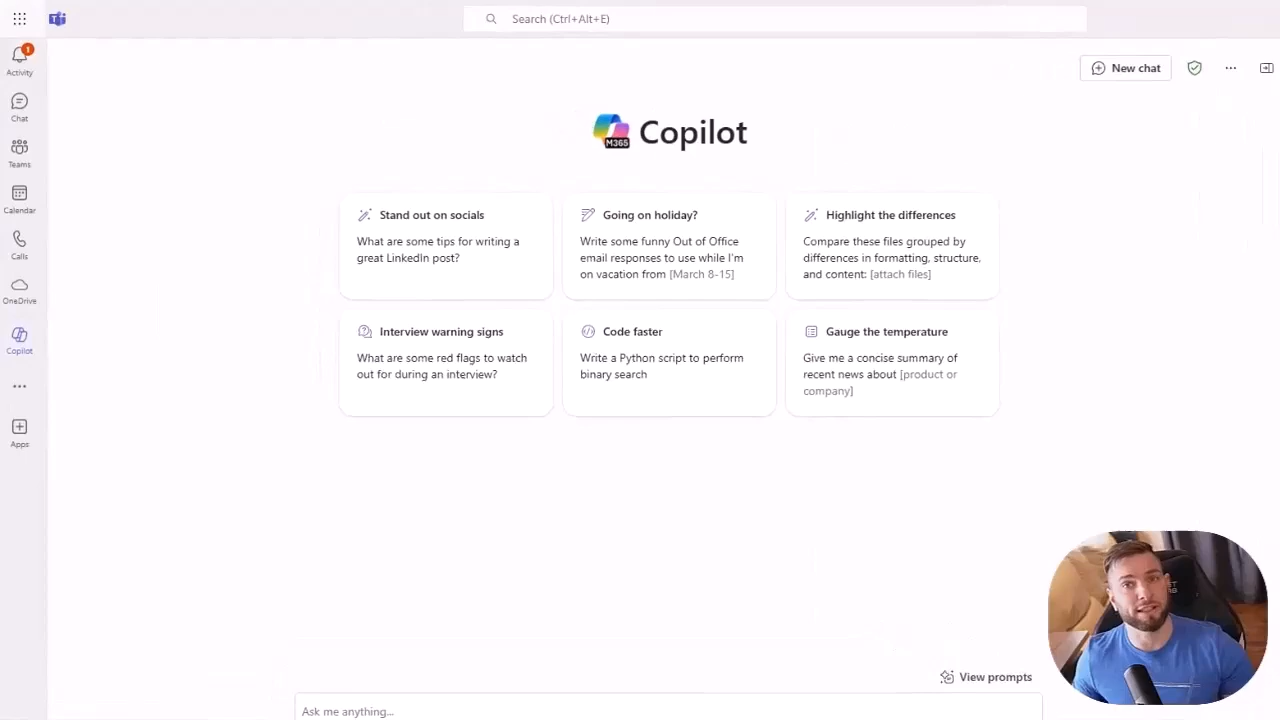 Search (Ctrl+Alt+E)
1
Activity
Chat
Teams
Calendar
Calls
OneDrive
Copilot
Apps
New chat
M365
Copilot
Stand out on socials
What are some tips for writing a
great LinkedIn post?
Going on holiday?
Write some funny Out of Office
email responses to use while I'm
on vacation from [March 8-15]
Highlight the differences
Compare these files grouped by
differences in formatting, structure,
and content: [attach files]
Interview warning signs
What are some red flags to watch
out for during an interview?
Code faster
Write a Python script to perform
binary search
Gauge the temperature
Give me a concise summary of
recent news about [product or
company]
View prompts
Ask me anything...